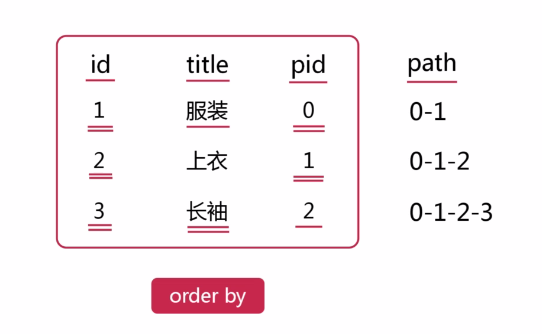 id title pid path
1 服装 0 0-1
2 上衣 1 0-1-2
3 长袖 2 0-1-2-3
order by